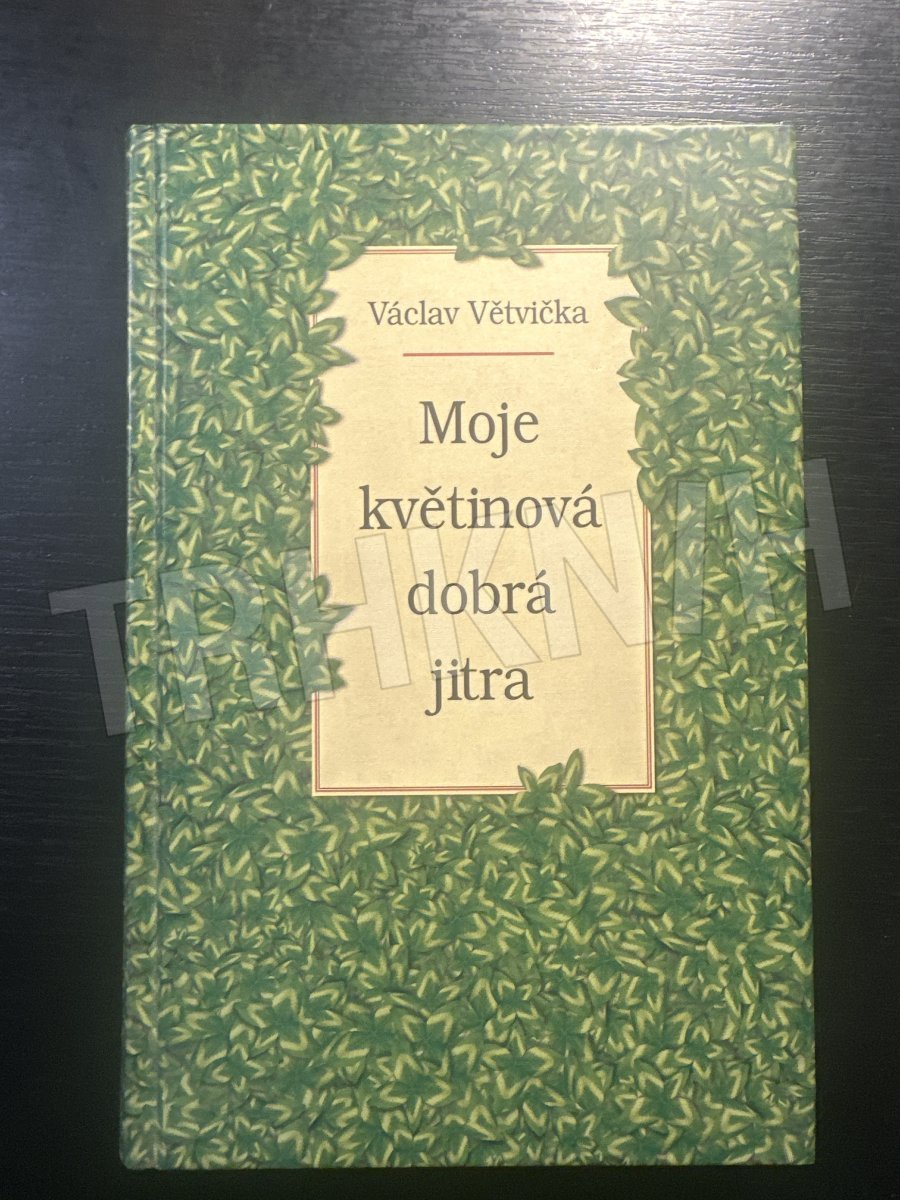 Václav Větvička
Moje
květinová
dobrá
jitra
TRHKNIH